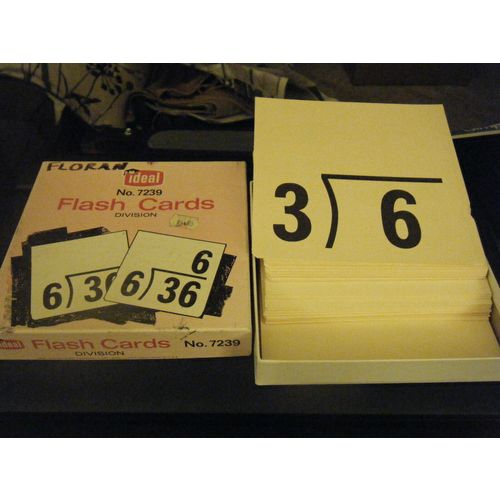 FLORAN
ideal
No. 7239
Flash Cards
DIVISION
6)36
6
6)36
ideal Flash Cards No. 7239
DIVISION
3)6